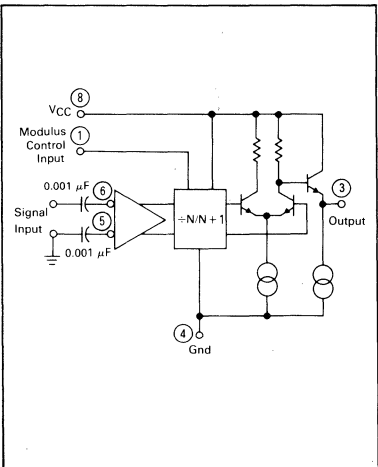 8
VCC
Modulus
Control
Input
1
0.001 µF
6
3
Signal
Input
÷N/N + 1
Output
5
0.001 µF
4
Gnd